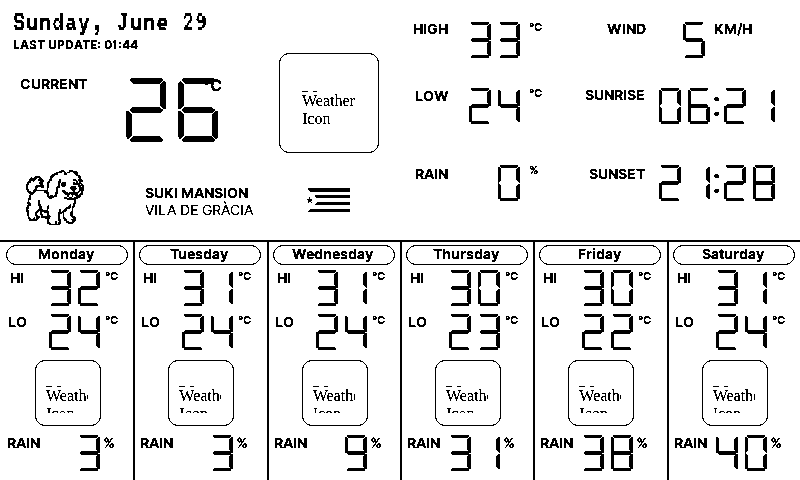 Sunday, June 29
LAST UPDATE: 01:44
CURRENT 26°C
Weather
Icon
SUKI MANSION
VILA DE GRÀCIA
HIGH 33 °C
LOW 24 °C
RAIN 0 %
WIND 5 KM/H
SUNRISE 06:21
SUNSET 21:28
Monday
HI 32 °C
LO 24 °C
Weath
Icon
RAIN 3 %
Tuesday
HI 31 °C
LO 24 °C
Weath
Icon
RAIN 3 %
Wednesday
HI 31 °C
LO 24 °C
Weath
Icon
RAIN 9 %
Thursday
HI 30 °C
LO 23 °C
Weath
Icon
RAIN 31 %
Friday
HI 30 °C
LO 22 °C
Weath
Icon
RAIN 38 %
Saturday
HI 31 °C
LO 24 °C
Weath
Icon
RAIN 40 %